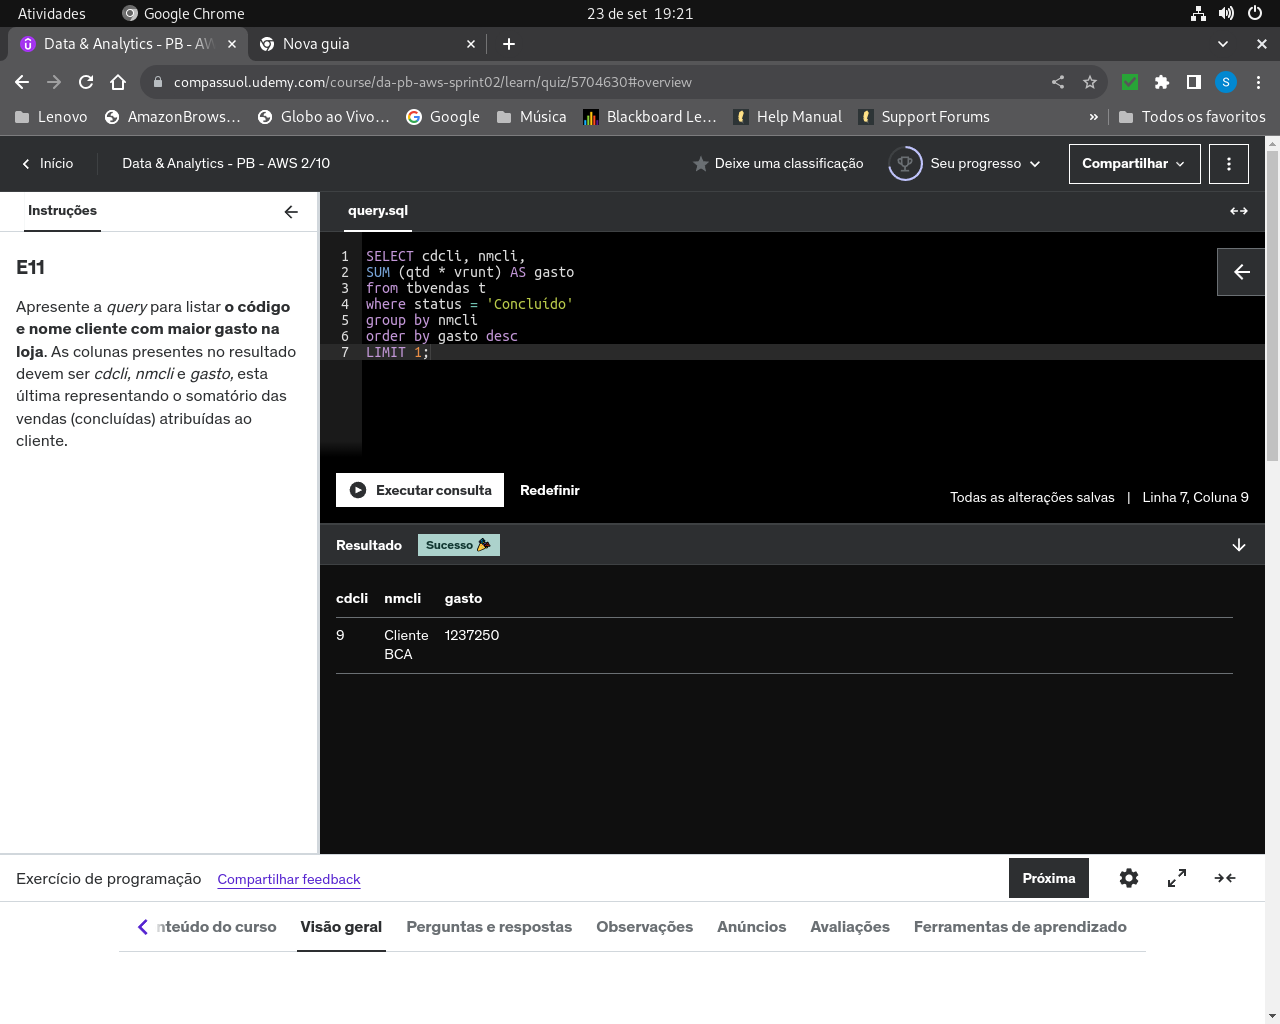 Atividades
Google Chrome
23 de set 19:21
Data & Analytics - PB - AW
Nova guia
compassuol.udemy.com/course/da-pb-aws-sprint02/learn/quiz/5704630#overview
S
Lenovo
AmazonBrows...
Globo ao Vivo...
Google
Música
Blackboard Le...
Help Manual
Support Forums
»
Todos os favoritos
Início
Data & Analytics - PB - AWS 2/10
Deixe uma classificação
Seu progresso
Compartilhar
Instruções
query.sql
E11
Apresente a query para listar o código
e nome cliente com maior gasto na
loja. As colunas presentes no resultado
devem ser cdcli, nmcli e gasto, esta
última representando o somatório das
vendas (concluídas) atribuídas ao
cliente.
1 SELECT cdcli, nmcli,
2 SUM (qtd * vrunt) AS gasto
3 from tbvendas t
4 where status = 'Concluído'
5 group by nmcli
6 order by gasto desc
7 LIMIT 1;
Executar consulta
Redefinir
Todas as alterações salvas | Linha 7, Coluna 9
Resultado
Sucesso
cdcli nmcli gasto
9 Cliente 1237250
BCA
Exercício de programação
Compartilhar feedback
Próxima
nteúdo do curso
Visão geral
Perguntas e respostas
Observações
Anúncios
Avaliações
Ferramentas de aprendizado